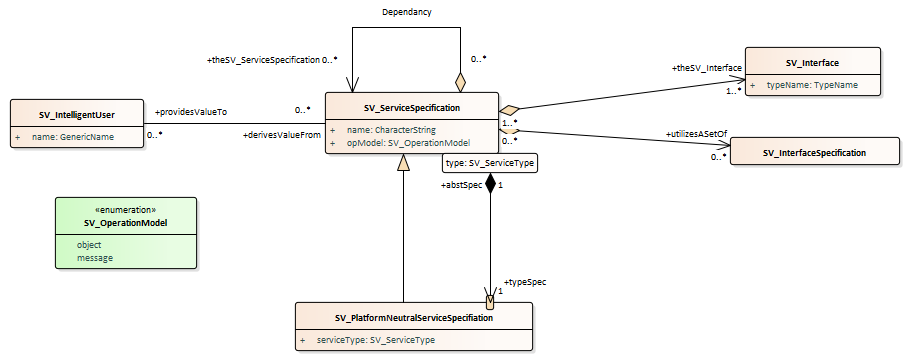 Dependancy
+theSV_ServiceSpecification 0..*
0..*
SV_Interface
+ typeName: TypeName
+theSV_Interface
1..*
SV_IntelligentUser
+ name: GenericName
+providesValueTo
0..*
0..*
+derivesValueFrom
SV_ServiceSpecification
+ name: CharacterString
+ opModel: SV_OperationModel
1..*
0..*
+utilizesASetOf
0..*
SV_InterfaceSpecification
type: SV_ServiceType
+abstSpec 1
«enumeration»
SV_OperationModel
object
message
+typeSpec
1
SV_PlatformNeutralServiceSpecifiation
+ serviceType: SV_ServiceType